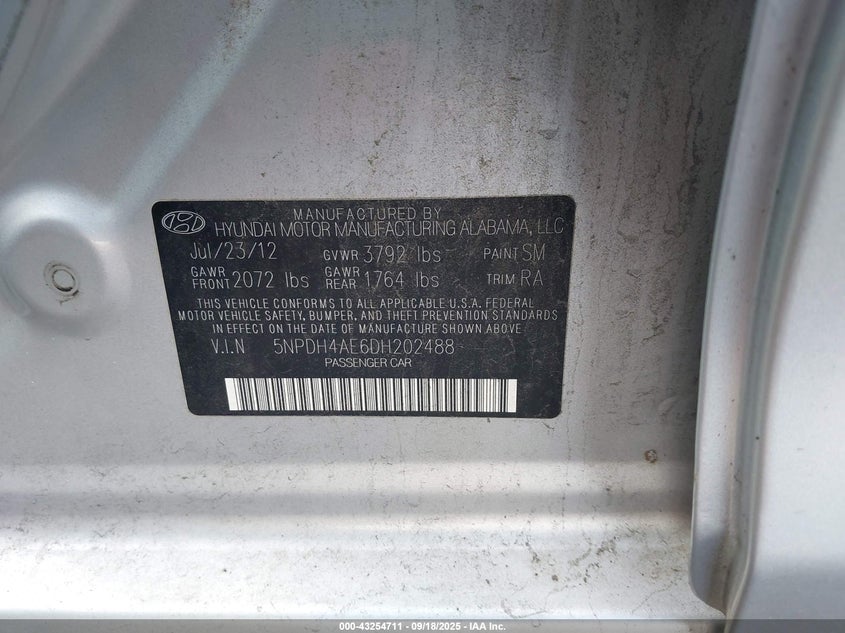 MANUFACTURED BY
HYUNDAI MOTOR MANUFACTURING ALABAMA, LLC
Jul/23/12 GVWR 3792 lbs PAINT SM
GAWR FRONT 2072 lbs GAWR REAR 1764 lbs TRIM RA
THIS VEHICLE CONFORMS TO ALL APPLICABLE U.S.A. FEDERAL
MOTOR VEHICLE SAFETY, BUMPER, AND THEFT PREVENTION STANDARDS
IN EFFECT ON THE DATE OF MANUFACTURE SHOWN ABOVE
V.I.N 5NPDH4AE6DH202488
PASSENGER CAR
000-43254711 - 09/18/2025 - IAA Inc.